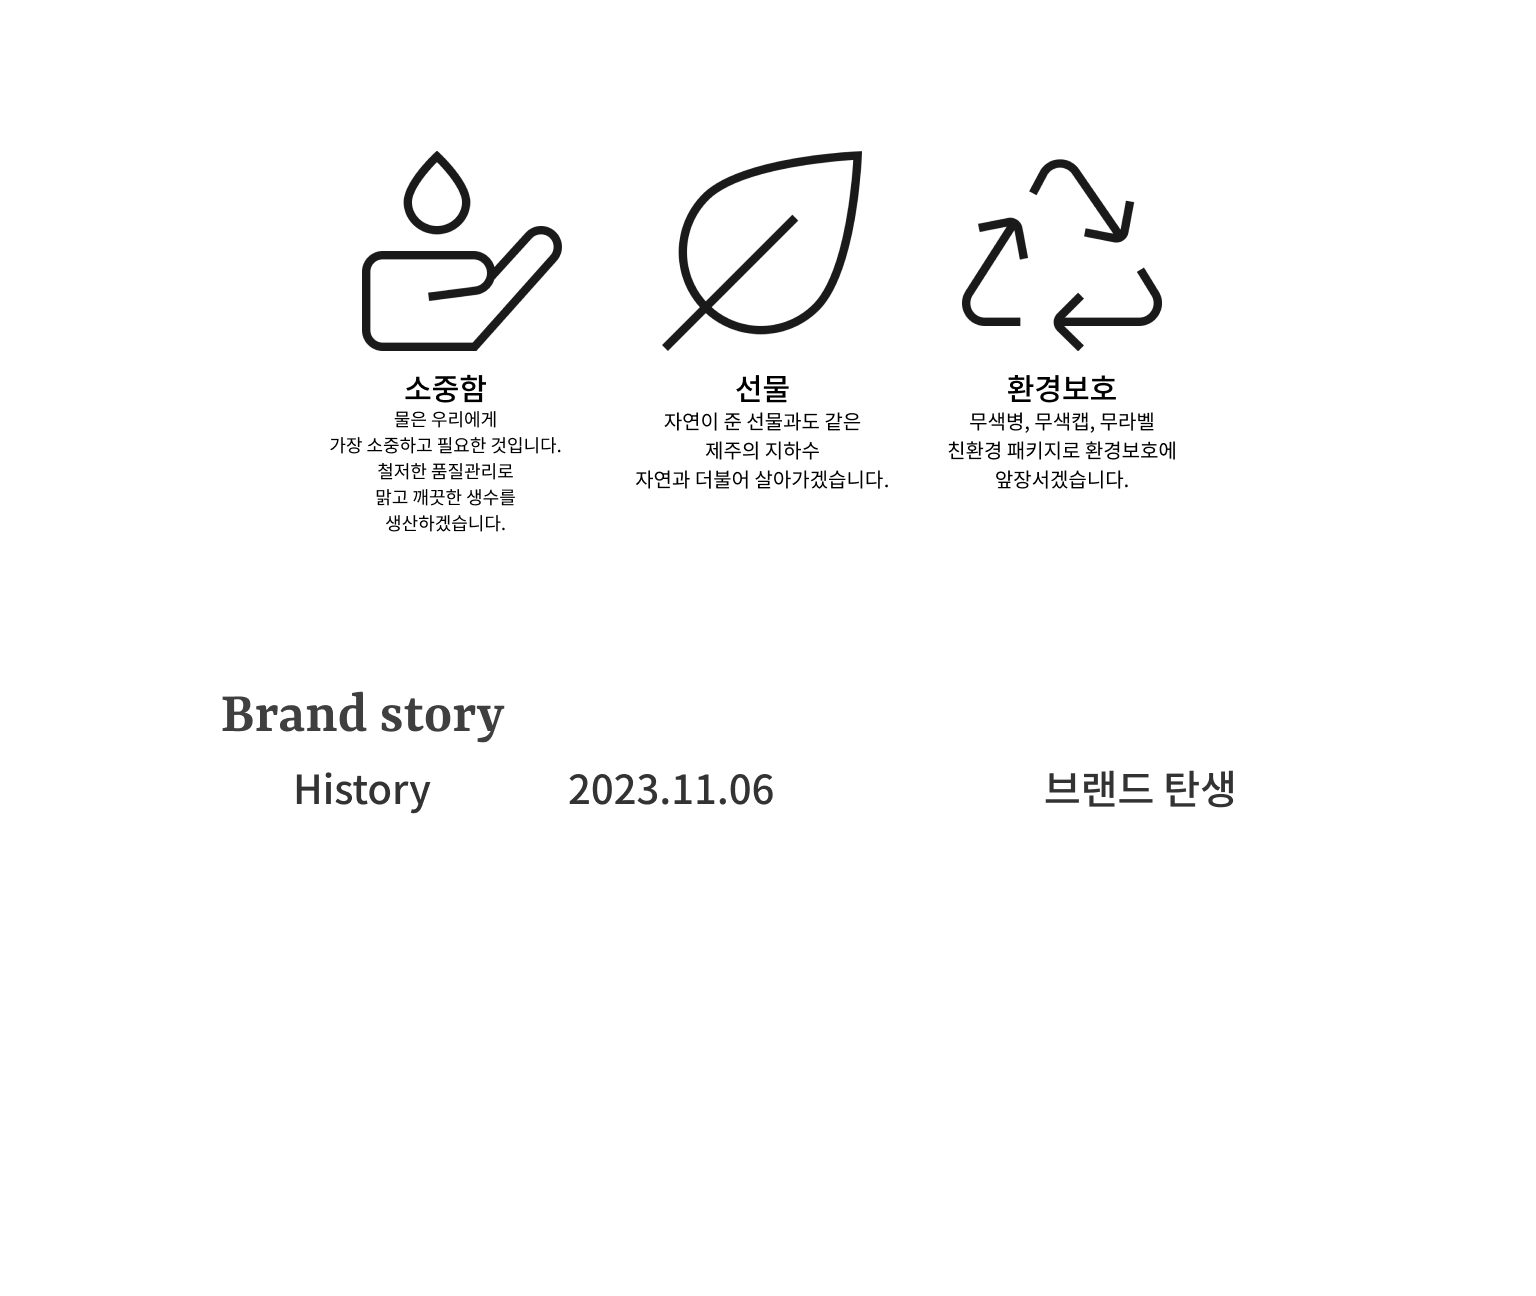 소중함
물은 우리에게
가장 소중하고 필요한 것입니다.
철저한 품질관리로
맑고 깨끗한 생수를
생산하겠습니다.
선물
자연이 준 선물과도 같은
제주의 지하수
자연과 더불어 살아가겠습니다.
환경보호
무색병, 무색캡, 무라벨
친환경 패키지로 환경보호에
앞장서겠습니다.
Brand story
History 2023.11.06 브랜드 탄생